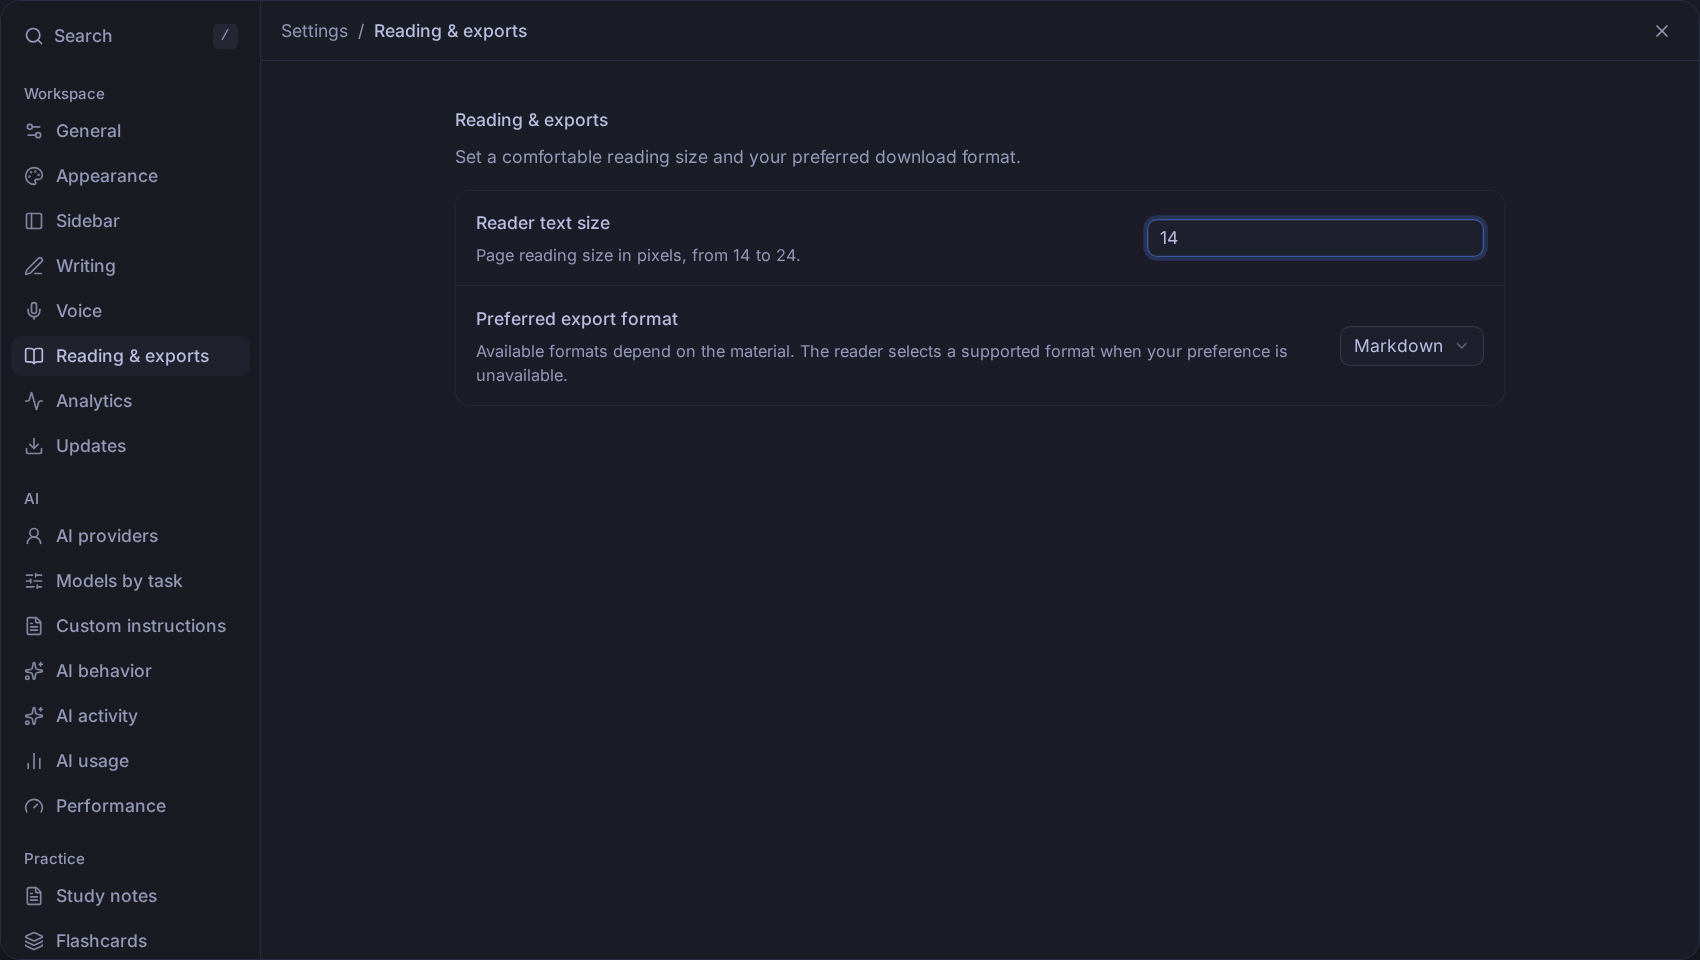 Search
/
Workspace
General
Appearance
Sidebar
Writing
Voice
Reading & exports
Analytics
Updates
AI
AI providers
Models by task
Custom instructions
AI behavior
AI activity
AI usage
Performance
Practice
Study notes
Flashcards
Settings / Reading & exports
Reading & exports
Set a comfortable reading size and your preferred download format.
Reader text size
Page reading size in pixels, from 14 to 24.
14
Preferred export format
Available formats depend on the material. The reader selects a supported format when your preference is
unavailable.
Markdown